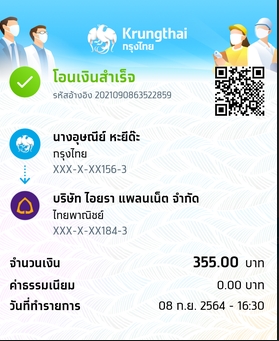 Krungthai
กรุงไทย
โอนเงินสำเร็จ
รหัสอ้างอิง 2021090863522859
นางอุษณีย์ หะยีดิ๊ะ
กรุงไทย
XXX-X-XX156-3
บริษัท ไอยรา แพลนเน็ต จำกัด
ไทยพาณิชย์
XXX-X-XX184-3
จำนวนเงิน 355.00 บาท
ค่าธรรมเนียม 0.00 บาท
วันที่ทำรายการ 08 ก.ย. 2564 - 16:30